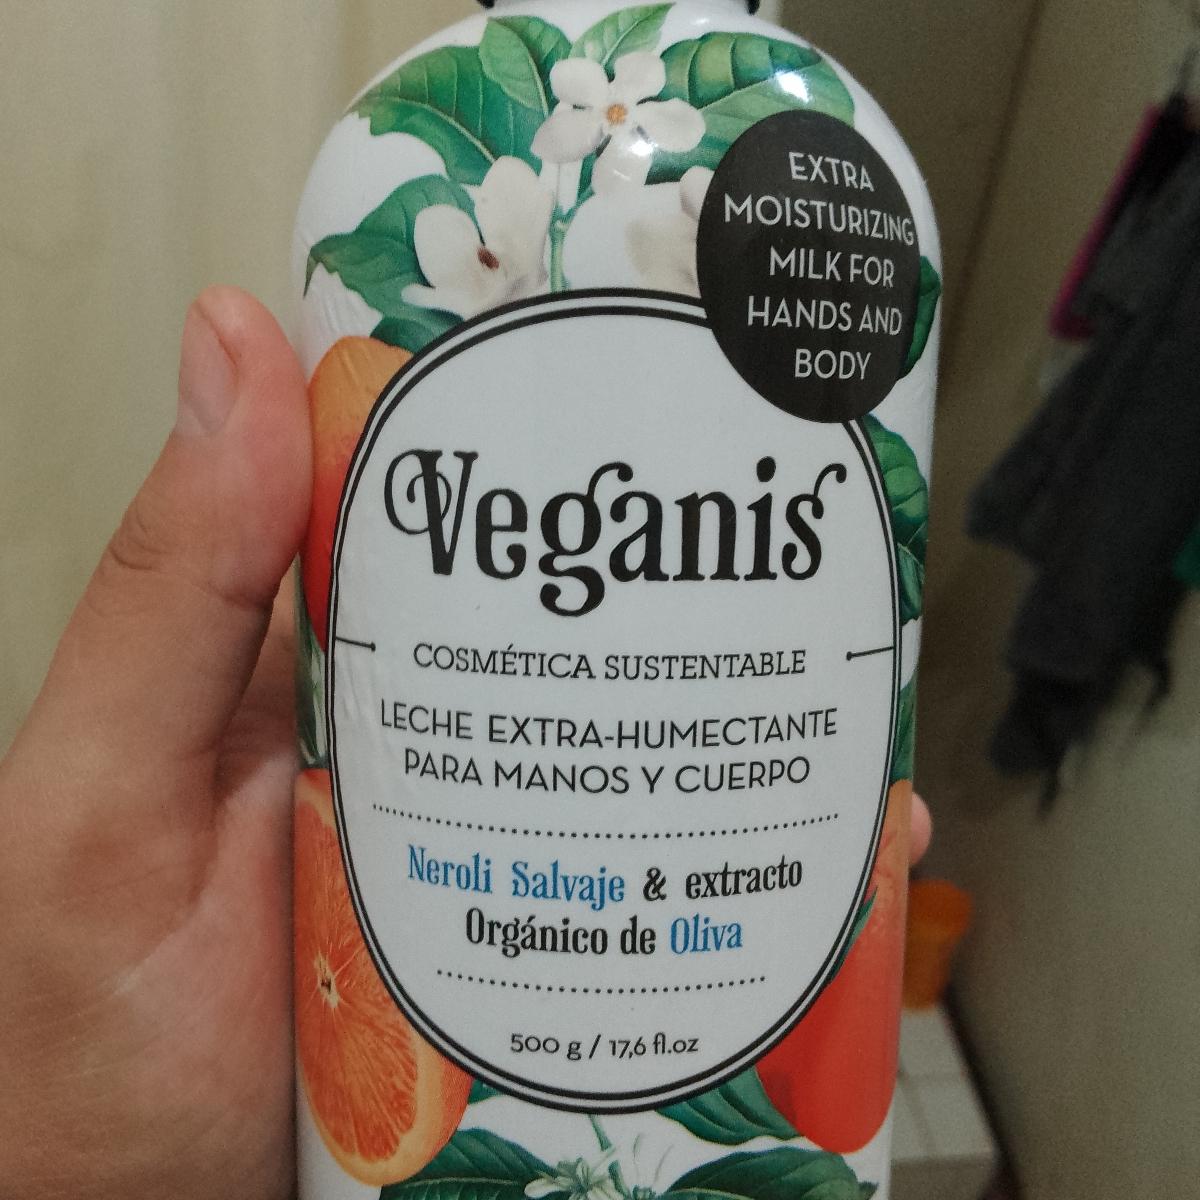 EXTRA
MOISTURIZING
MILK FOR
HANDS AND
BODY
Veganis
COSMÉTICA SUSTENTABLE
LECHE EXTRA-HUMECTANTE
PARA MANOS Y CUERPO
Neroli Salvaje & extracto
Orgánico de Oliva
500 g / 17,6 fl.oz